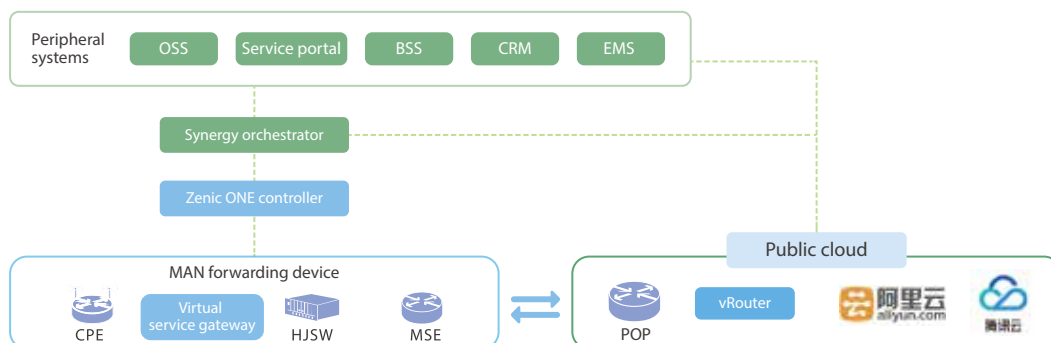 Peripheral
systems
OSS
Service portal
BSS
CRM
EMS
Synergy orchestrator
Zenic ONE controller
Public cloud
MAN forwarding device
CPE
Virtual
service gateway
HJSW
MSE
POP
vRouter
阿里云
aliyun.com
腾讯云